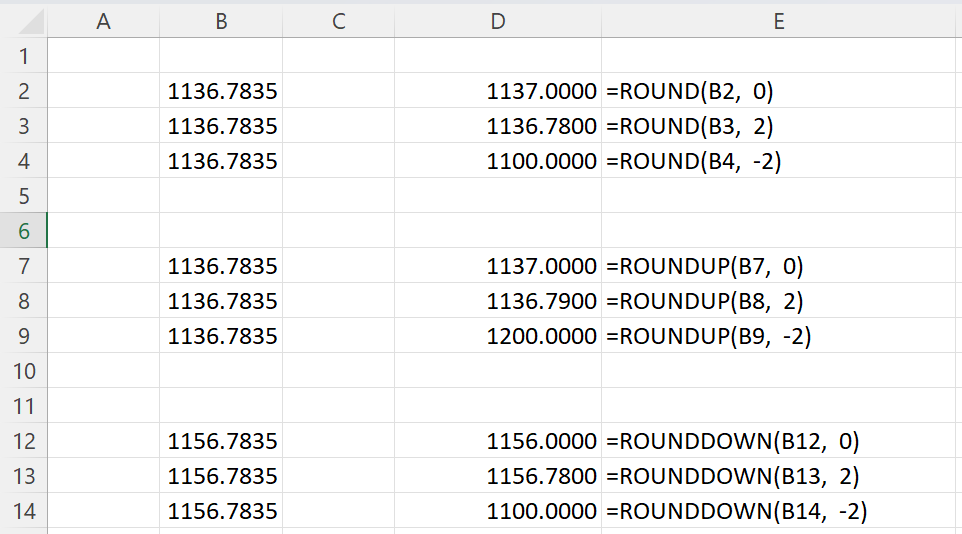 A B C D E
1
2 1136.7835 1137.0000 =ROUND(B2, 0)
3 1136.7835 1136.7800 =ROUND(B3, 2)
4 1136.7835 1100.0000 =ROUND(B4, -2)
5
6
7 1136.7835 1137.0000 =ROUNDUP(B7, 0)
8 1136.7835 1136.7900 =ROUNDUP(B8, 2)
9 1136.7835 1200.0000 =ROUNDUP(B9, -2)
10
11
12 1156.7835 1156.0000 =ROUNDDOWN(B12, 0)
13 1156.7835 1156.7800 =ROUNDDOWN(B13, 2)
14 1156.7835 1100.0000 =ROUNDDOWN(B14, -2)